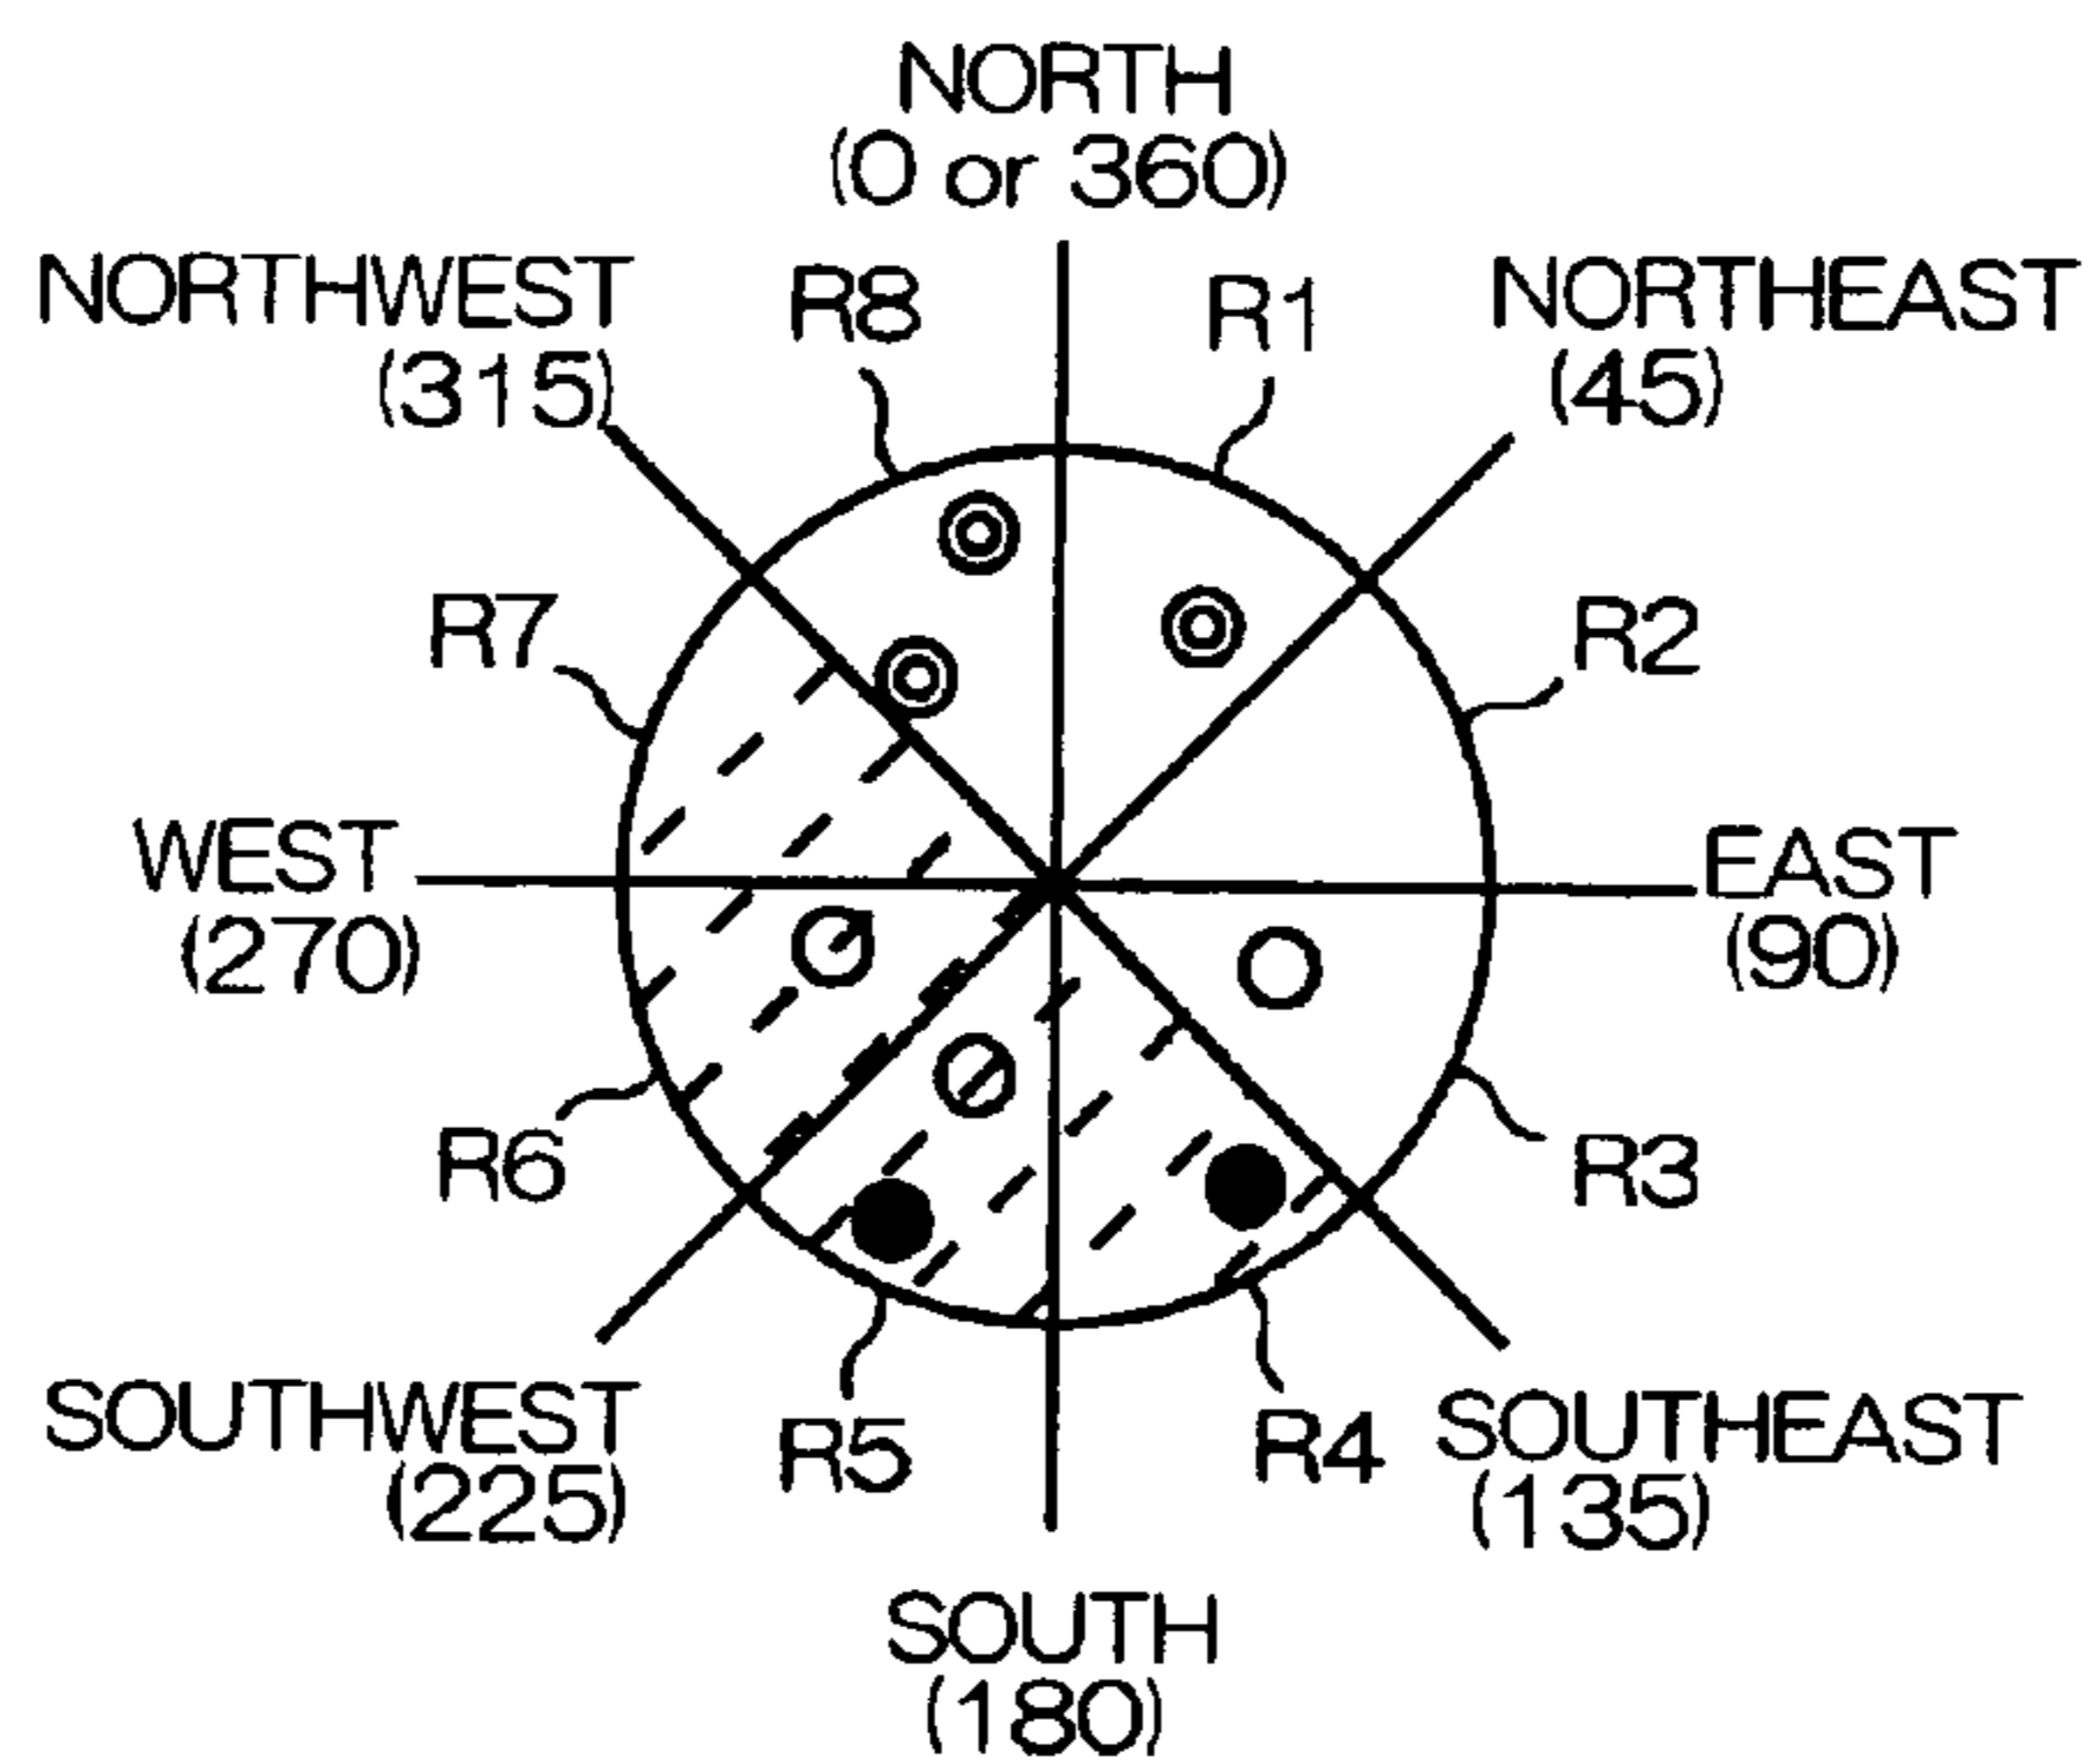 NORTH
(0 or 360)
NORTHWEST
(315)
R8
R1
NORTHEAST
(45)
R7
R2
WEST
(270)
EAST
(90)
R6
R3
SOUTHWEST
(225)
R5
R4
SOUTHEAST
(135)
SOUTH
(180)